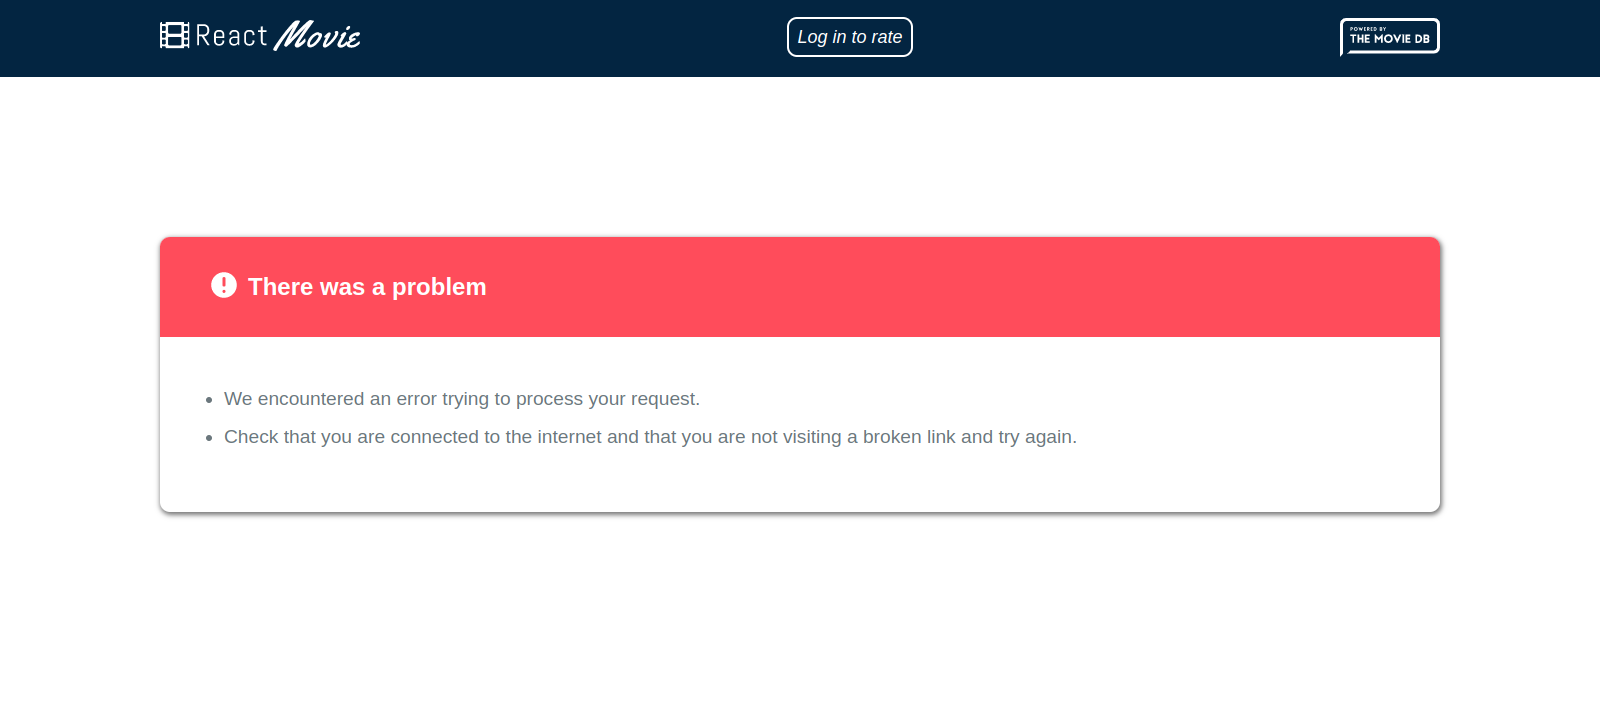 React Movie
Log in to rate
POWERED BY
THE MOVIE DB
There was a problem
We encountered an error trying to process your request.
Check that you are connected to the internet and that you are not visiting a broken link and try again.